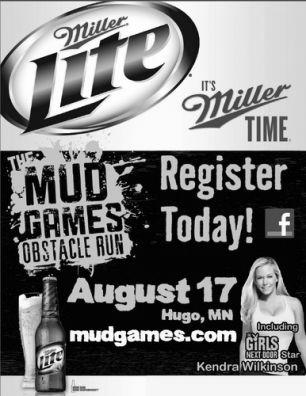 Miller
Lite
IT'S
Miller
TIME
THE
MUD
GAMES
OBSTACLE RUN
Register
Today!
f
August 17
Hugo, MN
mudgames.com
Including
GIRLS
NEXT DOOR Star
Kendra Wilkinson
Lite